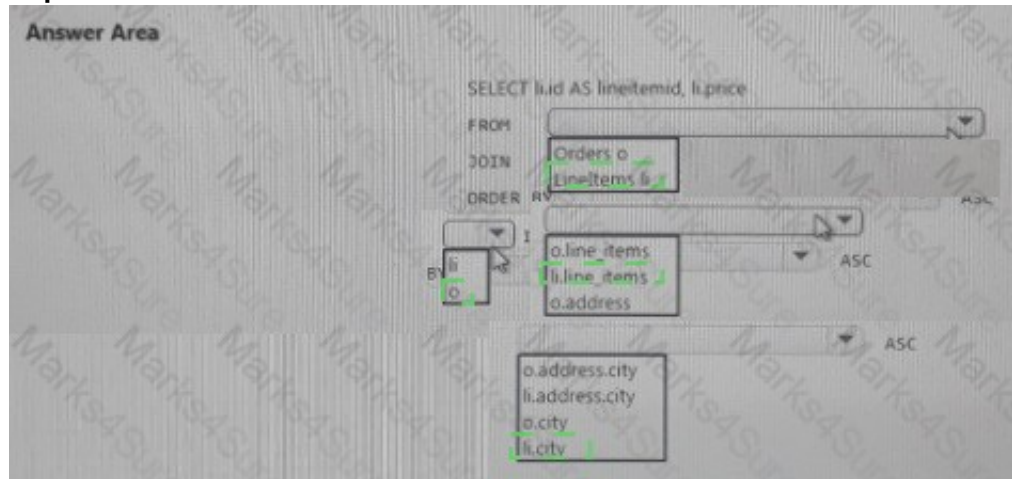 Answer Area
SELECT li.id AS lineitemid, li.price
FROM
JOIN
Orders o
LineItems li
ORDER BY
ASC
I
li
o
BY
o.line_items
li.line_items
o.address
ASC
ASC
o.address.city
li.address.city
o.city
li.city
Marks4Sure